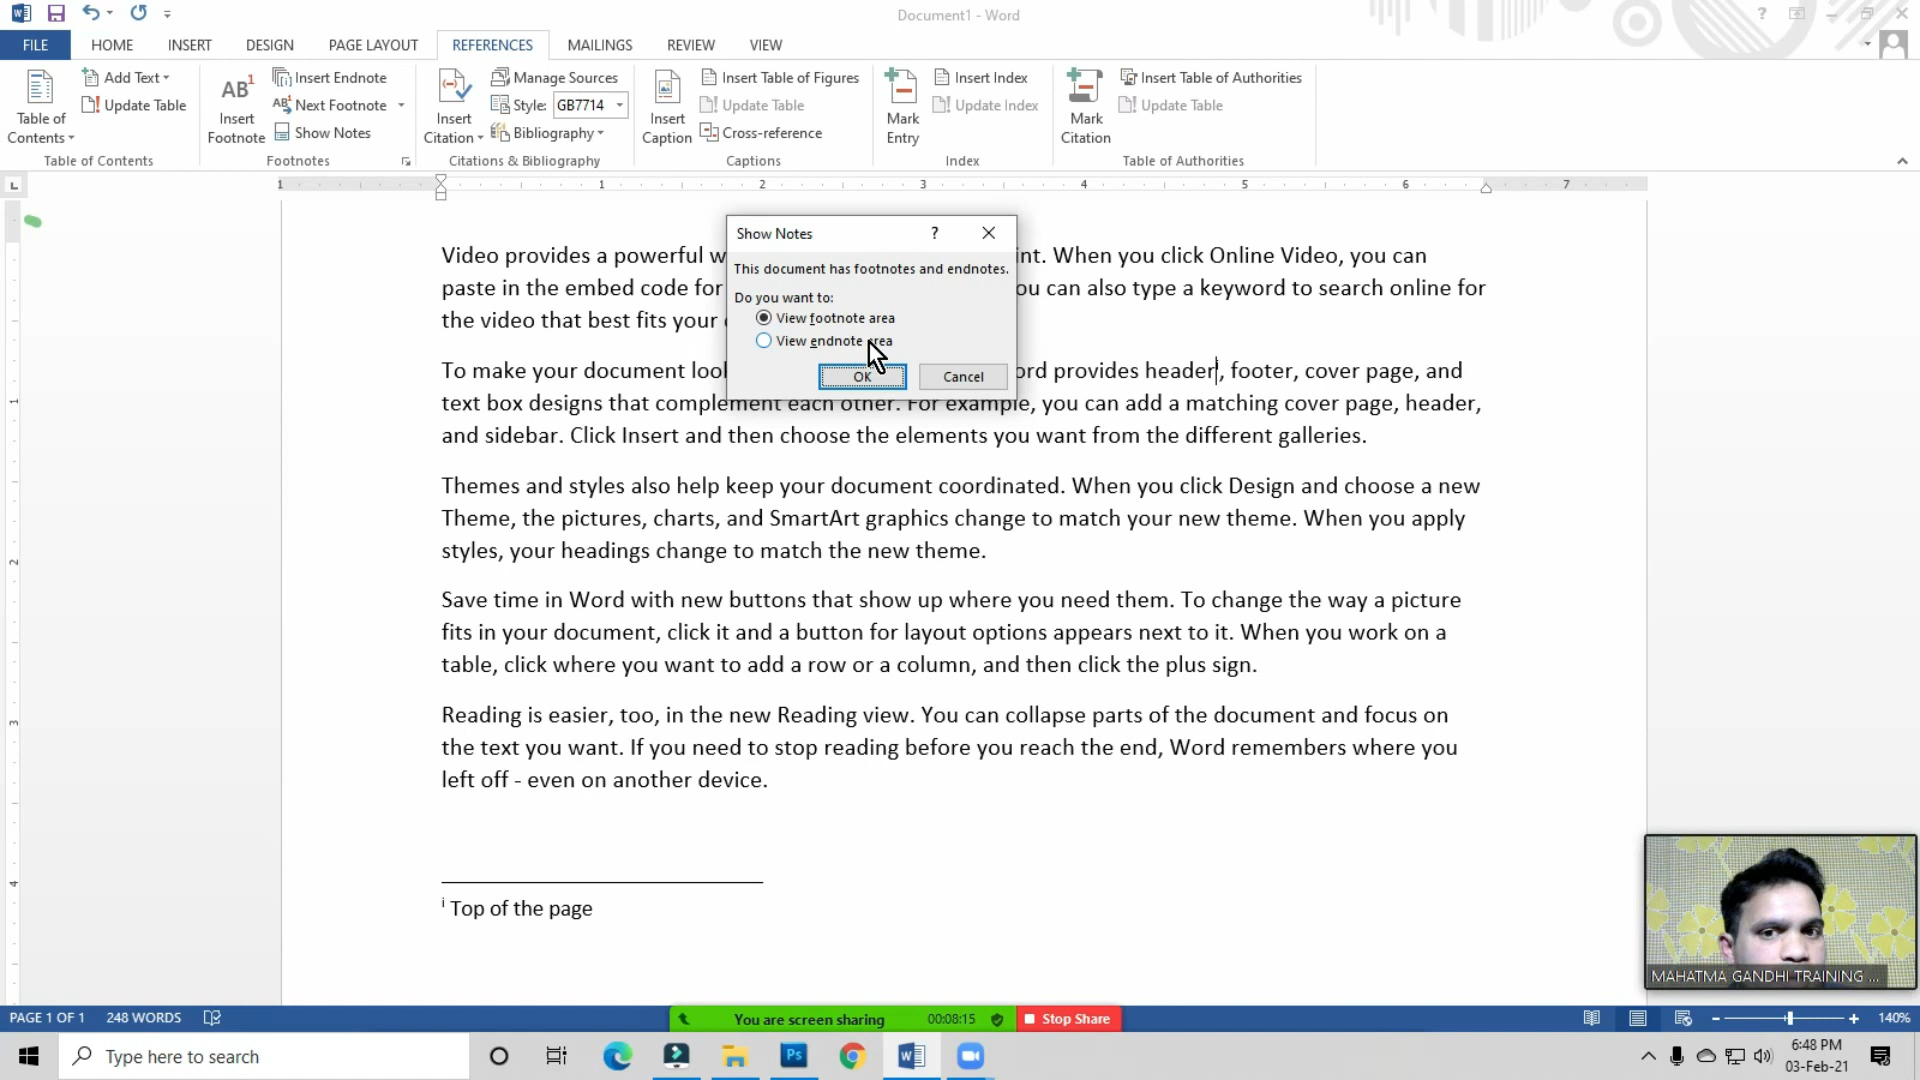 Document1 - Word
FILE HOME INSERT DESIGN PAGE LAYOUT REFERENCES MAILINGS REVIEW VIEW
Table of Contents
Add Text
Update Table
Table of Contents
AB1 Insert Footnote
Insert Endnote
Next Footnote
Show Notes
Footnotes
Insert Citation
Manage Sources
Style: GB7714
Bibliography
Citations & Bibliography
Insert Caption
Insert Table of Figures
Update Table
Cross-reference
Captions
Mark Entry
Insert Index
Update Index
Index
Mark Citation
Insert Table of Authorities
Update Table
Table of Authorities
1 1 2 3 4 5 6 7
Show Notes ?
This document has footnotes and endnotes.
Do you want to:
View footnote area
View endnote area
OK Cancel
Video provides a powerful w int. When you click Online Video, you can
paste in the embed code for ou can also type a keyword to search online for
the video that best fits your
To make your document look ord provides header, footer, cover page, and
text box designs that complement each other. For example, you can add a matching cover page, header,
and sidebar. Click Insert and then choose the elements you want from the different galleries.
Themes and styles also help keep your document coordinated. When you click Design and choose a new
Theme, the pictures, charts, and SmartArt graphics change to match your new theme. When you apply
styles, your headings change to match the new theme.
Save time in Word with new buttons that show up where you need them. To change the way a picture
fits in your document, click it and a button for layout options appears next to it. When you work on a
table, click where you want to add a row or a column, and then click the plus sign.
Reading is easier, too, in the new Reading view. You can collapse parts of the document and focus on
the text you want. If you need to stop reading before you reach the end, Word remembers where you
left off - even on another device.
i Top of the page
1
2
3
4
MAHATMA GANDHI TRAINING ...
PAGE 1 OF 1 248 WORDS
You are screen sharing 00:08:15 Stop Share
140%
Type here to search
Ps
6:48 PM
03-Feb-21